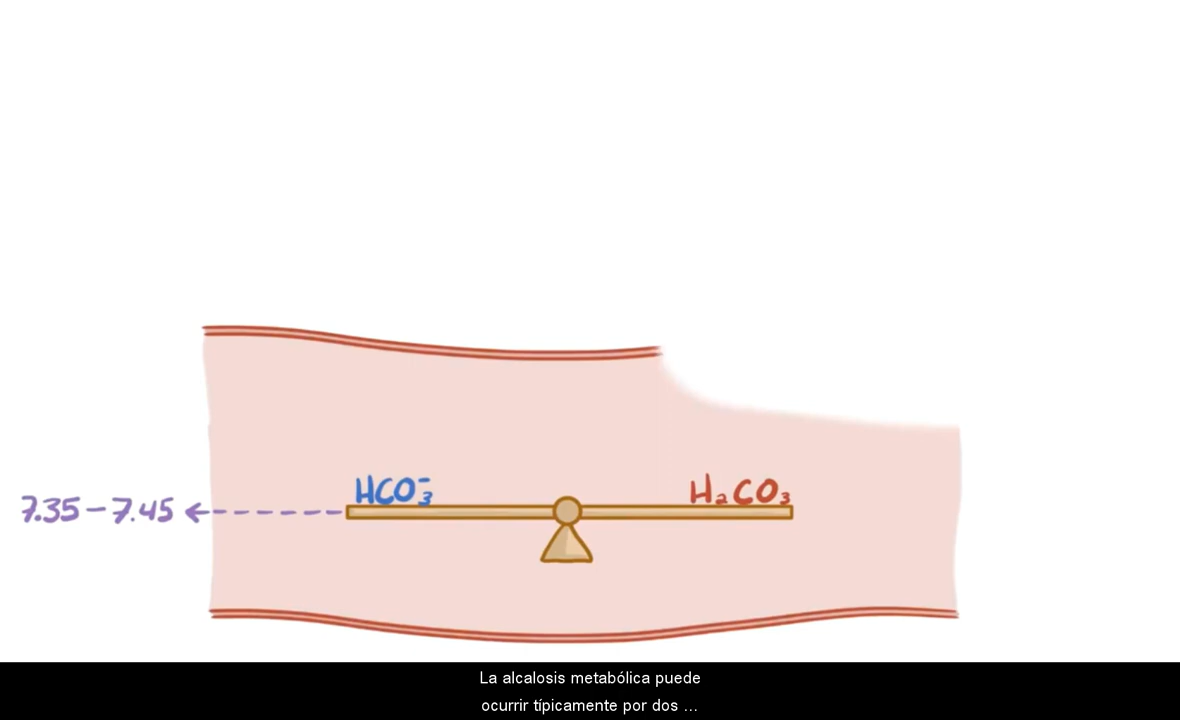 HCO₃⁻
H₂CO₃
7.35 – 7.45
La alcalosis metabólica puede
ocurrir típicamente por dos ...